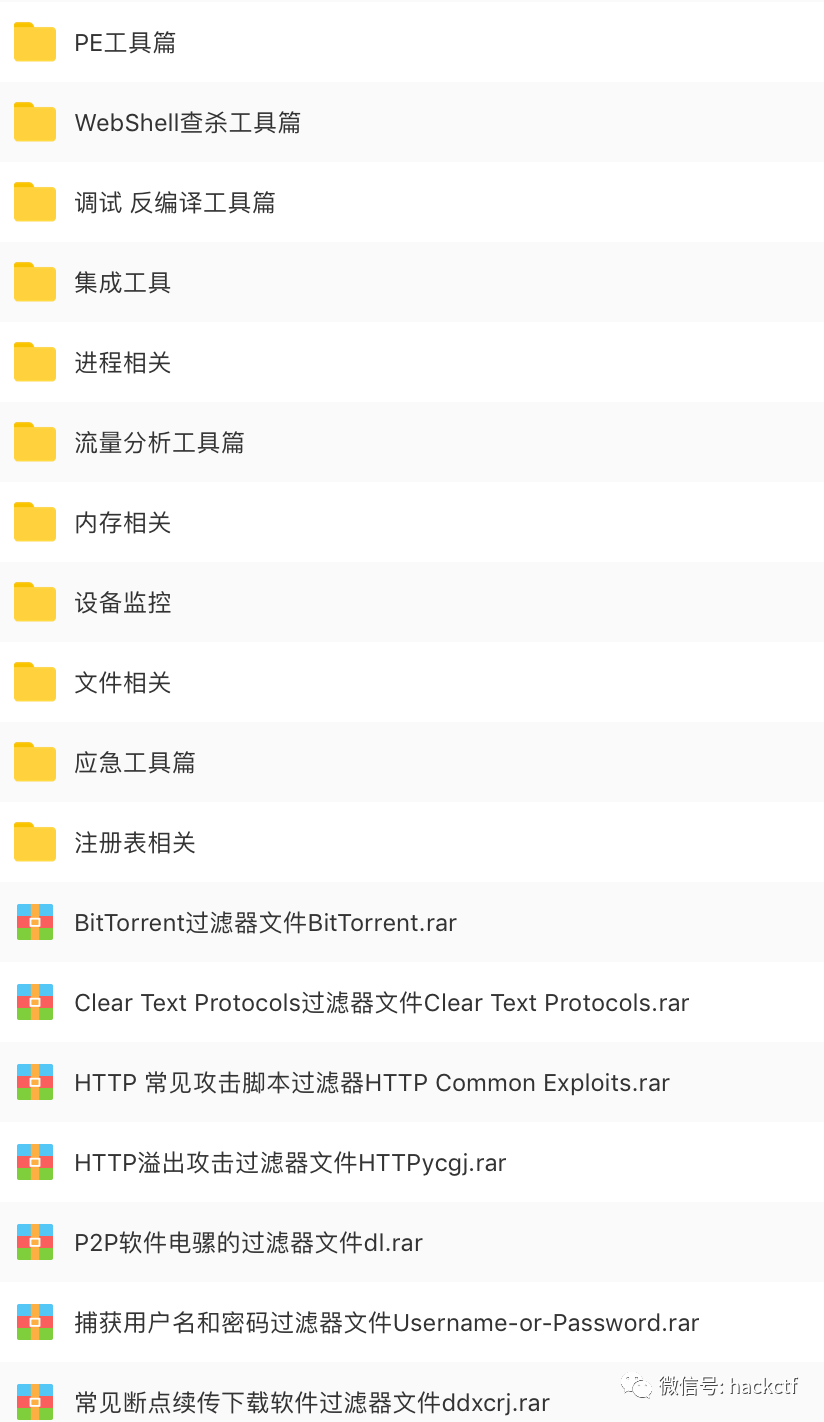 PE工具篇
WebShell查杀工具篇
调试 反编译工具篇
集成工具
进程相关
流量分析工具篇
内存相关
设备监控
文件相关
应急工具篇
注册表相关
BitTorrent过滤器文件BitTorrent.rar
Clear Text Protocols过滤器文件Clear Text Protocols.rar
HTTP 常见攻击脚本过滤器HTTP Common Exploits.rar
HTTP溢出攻击过滤器文件HTTPycgj.rar
P2P软件电骡的过滤器文件dl.rar
捕获用户名和密码过滤器文件Username-or-Password.rar
微信号: hackctf
常见断点续传下载软件过滤器文件ddxcrj.rar